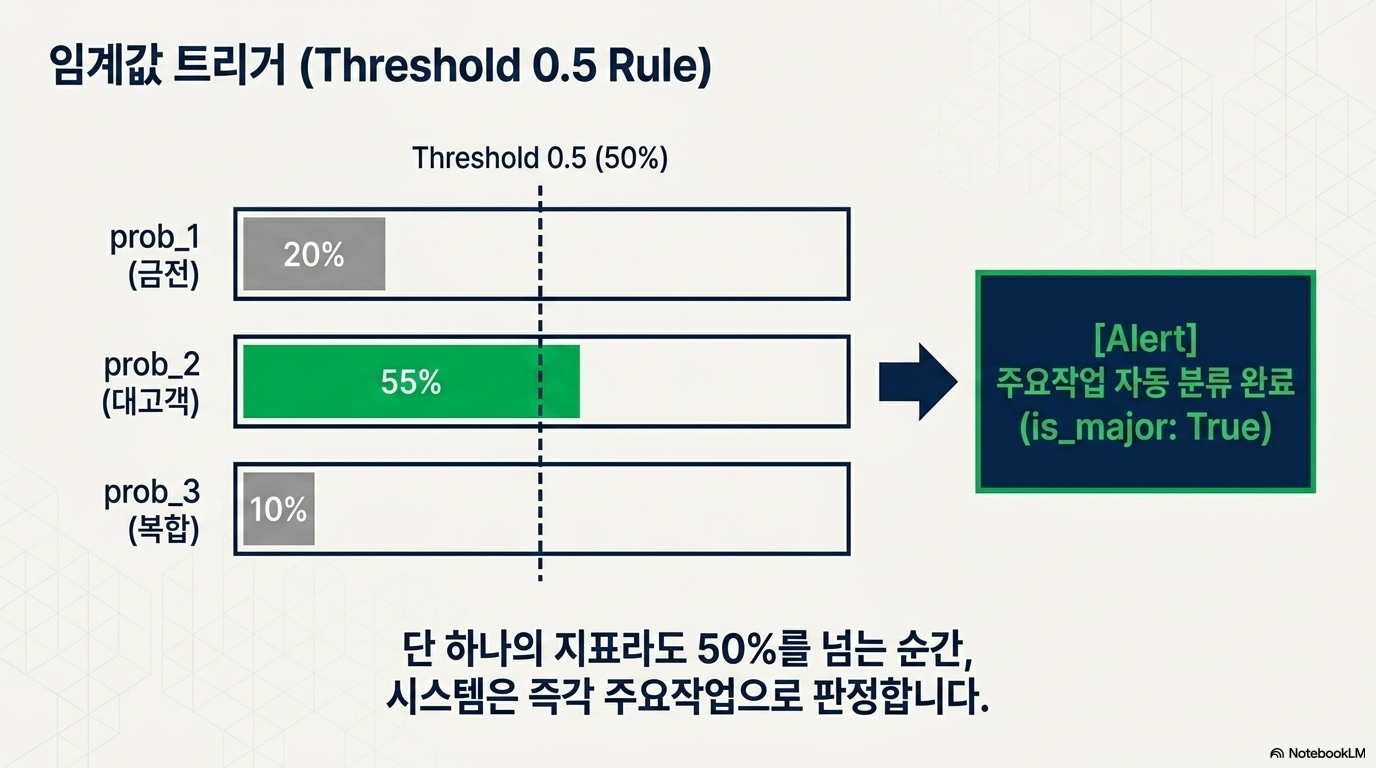 임계값 트리거 (Threshold 0.5 Rule)
Threshold 0.5 (50%)
prob_1
(금전)
20%
prob_2
(대고객)
55%
prob_3
(복합)
10%
[Alert]
주요작업 자동 분류 완료
(is_major: True)
단 하나의 지표라도 50%를 넘는 순간,
시스템은 즉각 주요작업으로 판정합니다.
NotebookLM